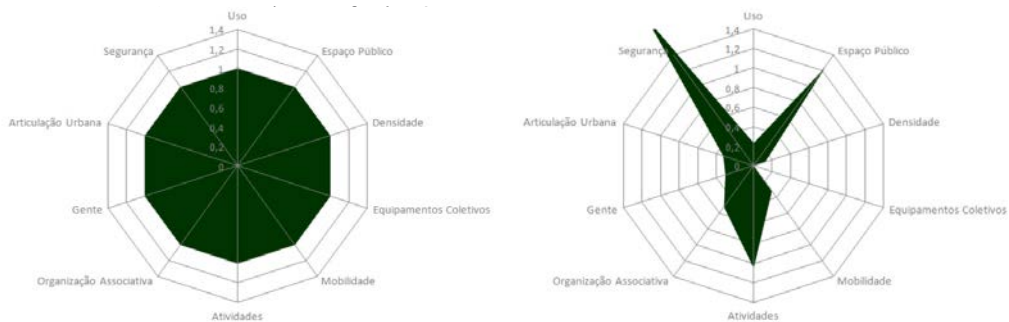 Uso
1,4
1,2
1
0,8
0,6
0,4
0,2
0
Espaço Público
Densidade
Equipamentos Coletivos
Mobilidade
Atividades
Organização Associativa
Gente
Articulação Urbana
Segurança
Uso
1,4
1,2
1
0,8
0,6
0,4
0,2
0
Espaço Público
Densidade
Equipamentos Coletivos
Mobilidade
Atividades
Organização Associativa
Gente
Articulação Urbana
Segurança